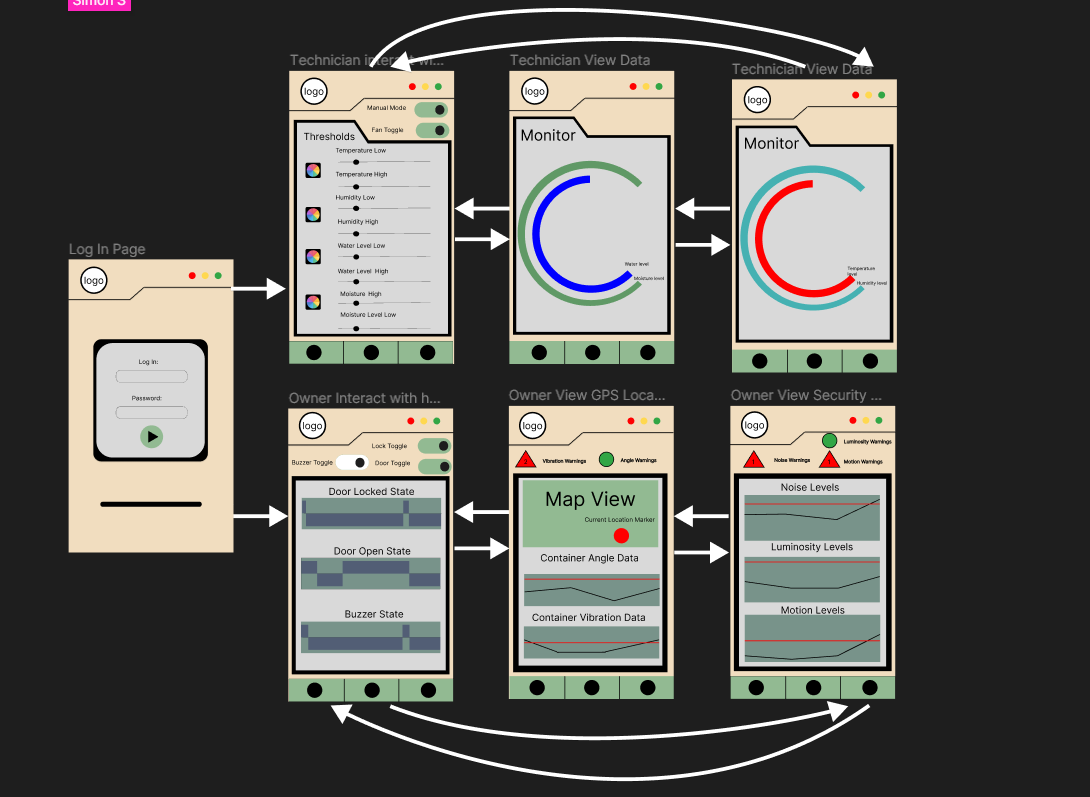 Simon S
Technician intera
Technician View Data
Technician View Data
logo
Manual Mode
Fan Toggle
Thresholds
Temperature Low
Temperature High
Humidity Low
Humidity High
Water Level Low
Water Level High
Moisture High
Moisture Level Low
logo
Monitor
Water level
Moisture level
logo
Monitor
Temperature
level
Humidity level
Log In Page
logo
Log In:
Password:
Owner Interact with h...
logo
Lock Toggle
Buzzer Toggle
Door Toggle
Door Locked State
Door Open State
Buzzer State
Owner View GPS Loca...
logo
Vibration Warnings
Angle Warnings
Map View
Current Location Marker
Container Angle Data
Container Vibration Data
Owner View Security ...
logo
Luminosity Warnings
Noise Warnings
Motion Warnings
Noise Levels
Luminosity Levels
Motion Levels